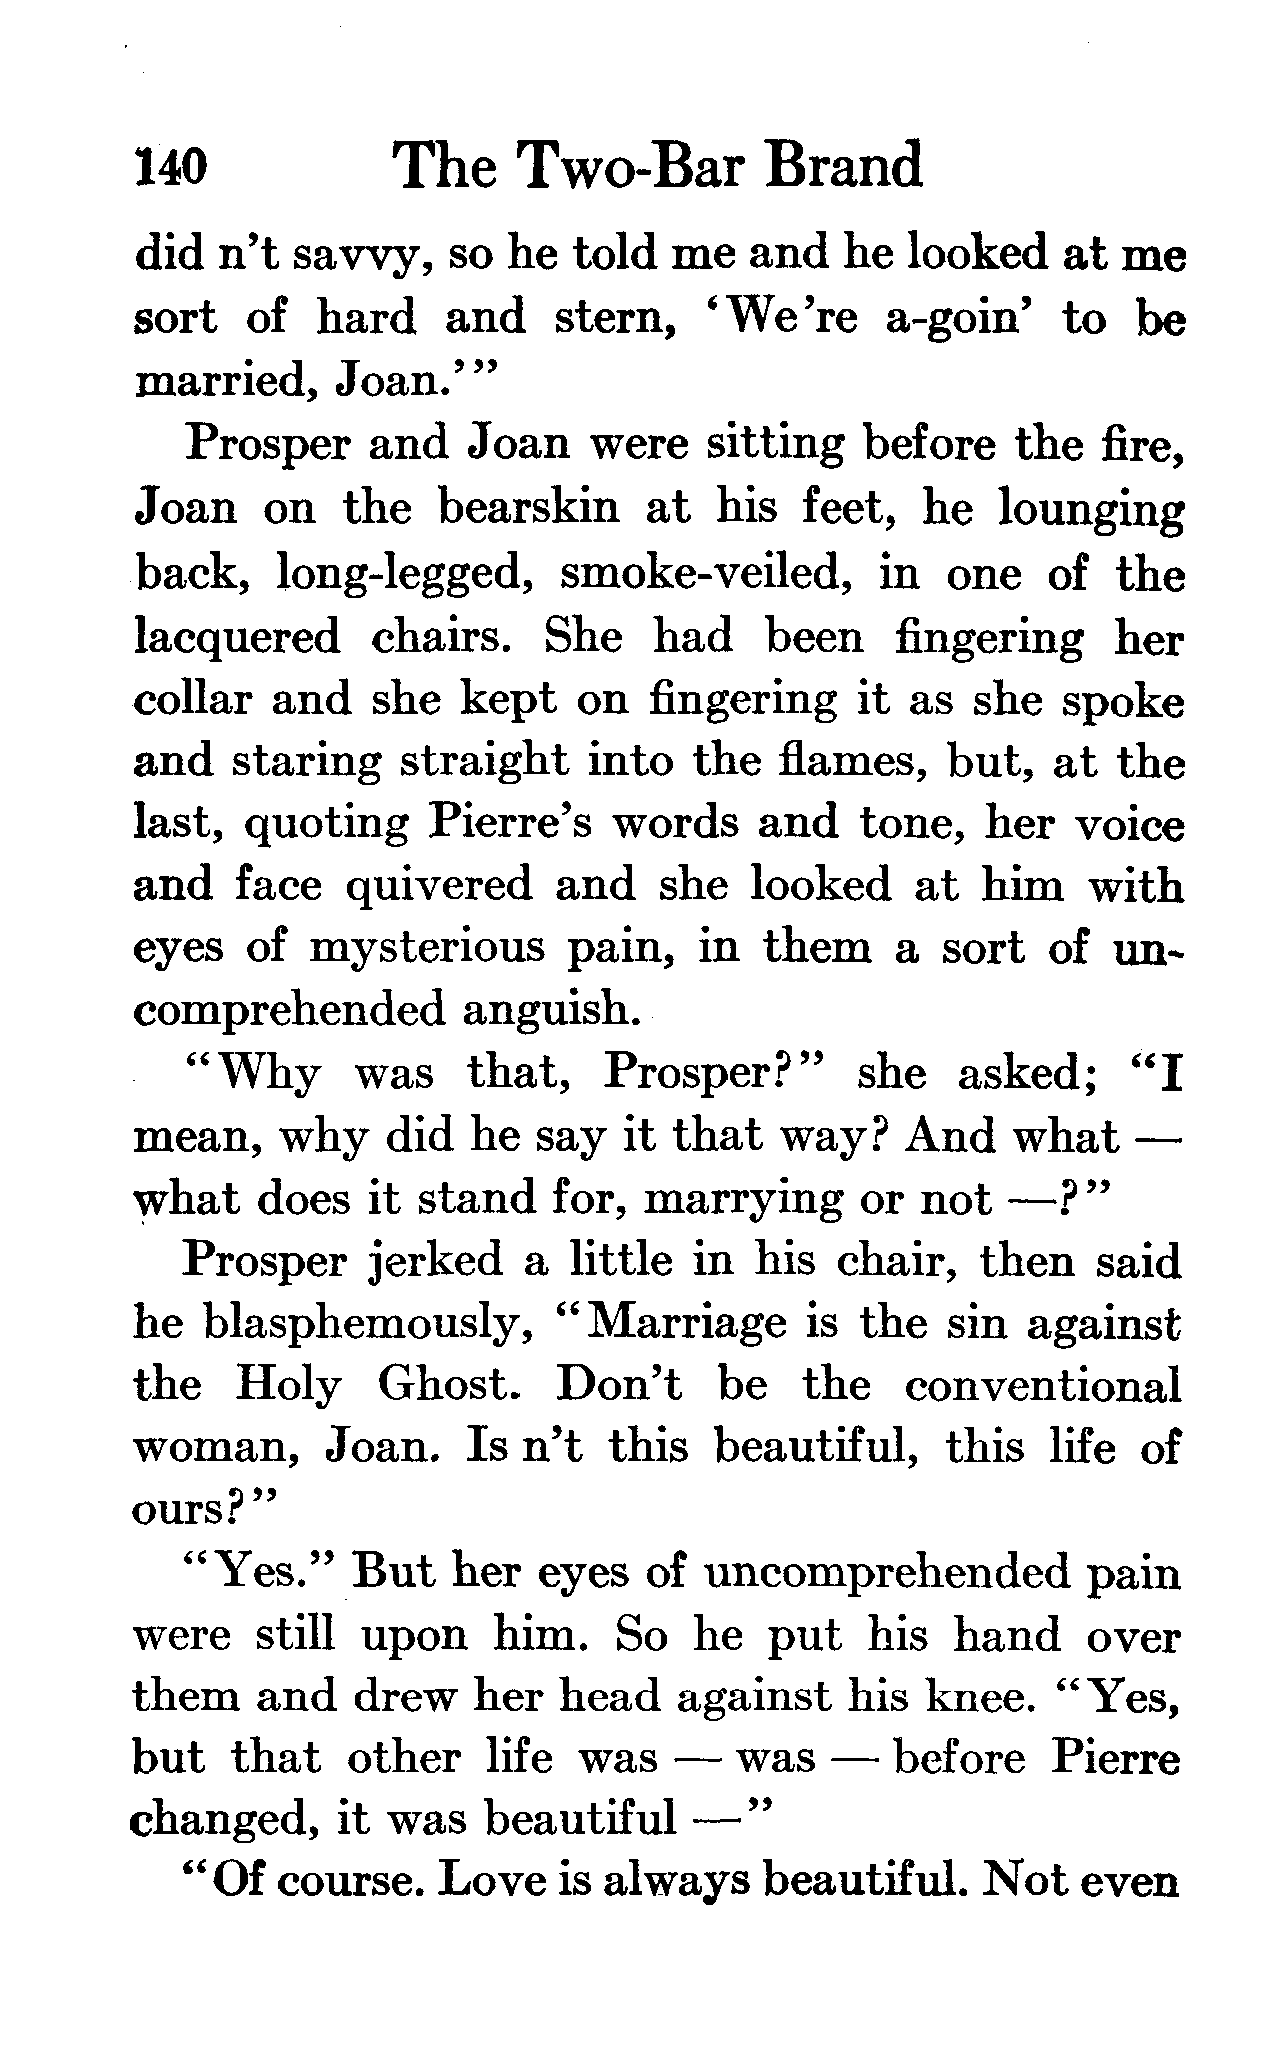 140 The Two-Bar Brand
did n't savvy, so he told me and he looked at me
sort of hard and stern, 'We 're a-goin' to be
married, Joan.'"
Prosper and Joan were sitting before the fire,
Joan on the bearskin at his feet, he lounging
back, long-legged, smoke-veiled, in one of the
lacquered chairs. She had been fingering her
collar and she kept on fingering it as she spoke
and staring straight into the flames, but, at the
last, quoting Pierre's words and tone, her voice
and face quivered and she looked at him with
eyes of mysterious pain, in them a sort of un-
comprehended anguish.
"Why was that, Prosper?" she asked; "I
mean, why did he say it that way? And what —
what does it stand for, marrying or not —?"
Prosper jerked a little in his chair, then said
he blasphemously, "Marriage is the sin against
the Holy Ghost. Don't be the conventional
woman, Joan. Is n't this beautiful, this life of
ours?"
"Yes." But her eyes of uncomprehended pain
were still upon him. So he put his hand over
them and drew her head against his knee. "Yes,
but that other life was — was — before Pierre
changed, it was beautiful —"
"Of course. Love is always beautiful. Not even